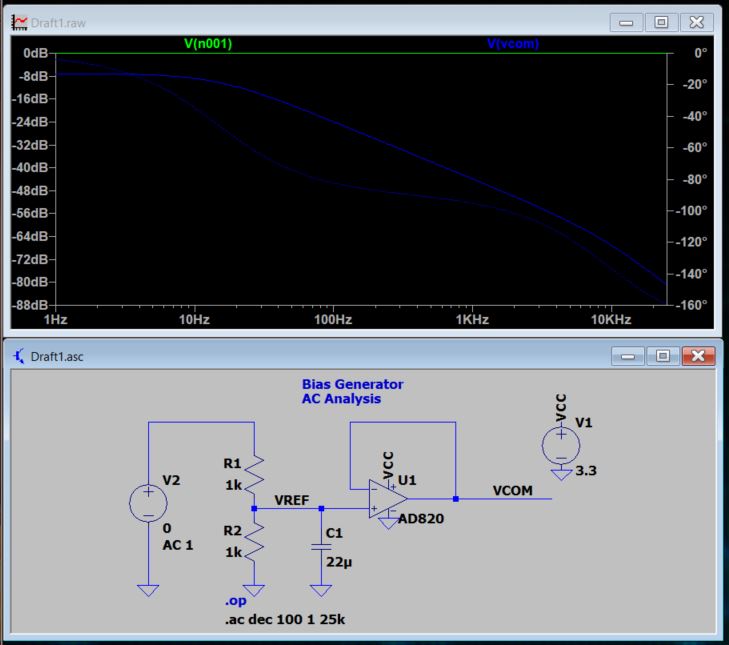 Draft1.raw
V(n001)
V(vcom)
0dB
-8dB
-16dB
-24dB
-32dB
-40dB
-48dB
-56dB
-64dB
-72dB
-80dB
-88dB
0°
-20°
-40°
-60°
-80°
-100°
-120°
-140°
-160°
1Hz
10Hz
100Hz
1KHz
10KHz
Draft1.asc
Bias Generator
AC Analysis
V2
0
AC 1
R1
1k
VREF
R2
1k
C1
22µ
VCC
U1
AD820
VCOM
VCC
V1
3.3
.op
.ac dec 100 1 25k